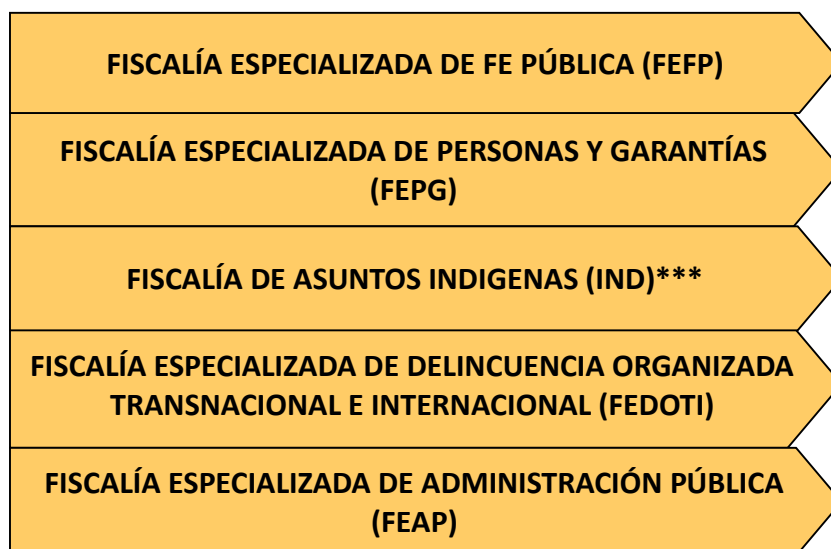 FISCALÍA ESPECIALIZADA DE FE PÚBLICA (FEFP)
FISCALÍA ESPECIALIZADA DE PERSONAS Y GARANTÍAS
(FEPG)
FISCALÍA DE ASUNTOS INDIGENAS (IND)***
FISCALÍA ESPECIALIZADA DE DELINCUENCIA ORGANIZADA
TRANSNACIONAL E INTERNACIONAL (FEDOTI)
FISCALÍA ESPECIALIZADA DE ADMINISTRACIÓN PÚBLICA
(FEAP)